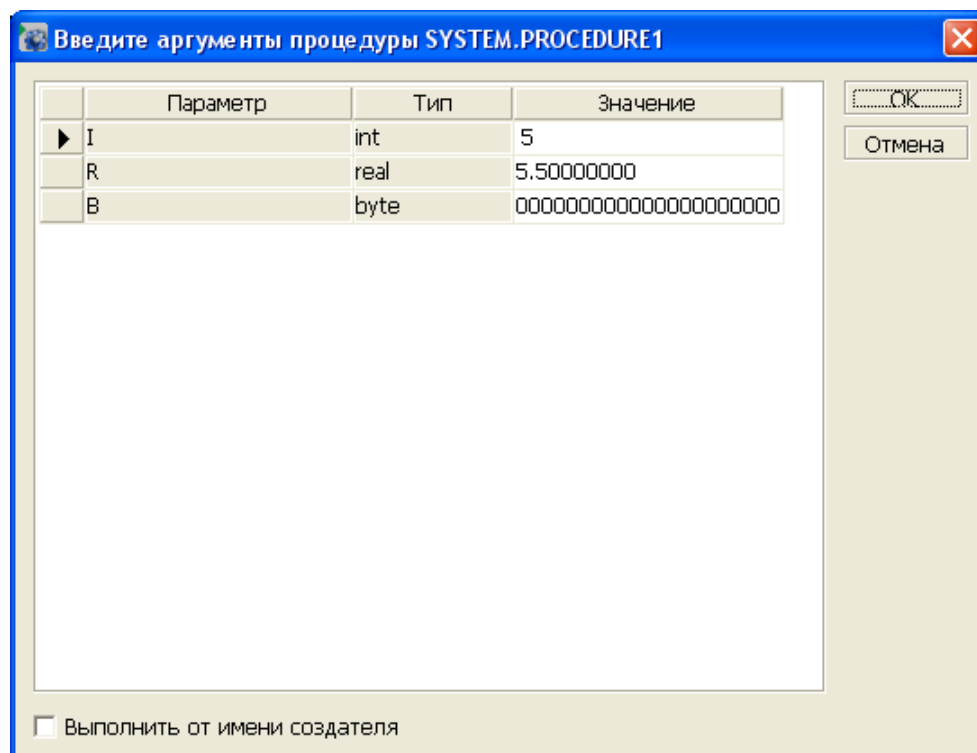 Введите аргументы процедуры SYSTEM.PROCEDURE1
Параметр Тип Значение
I int 5
R real 5.50000000
B byte 0000000000000000000000
OK
Отмена
Выполнить от имени создателя